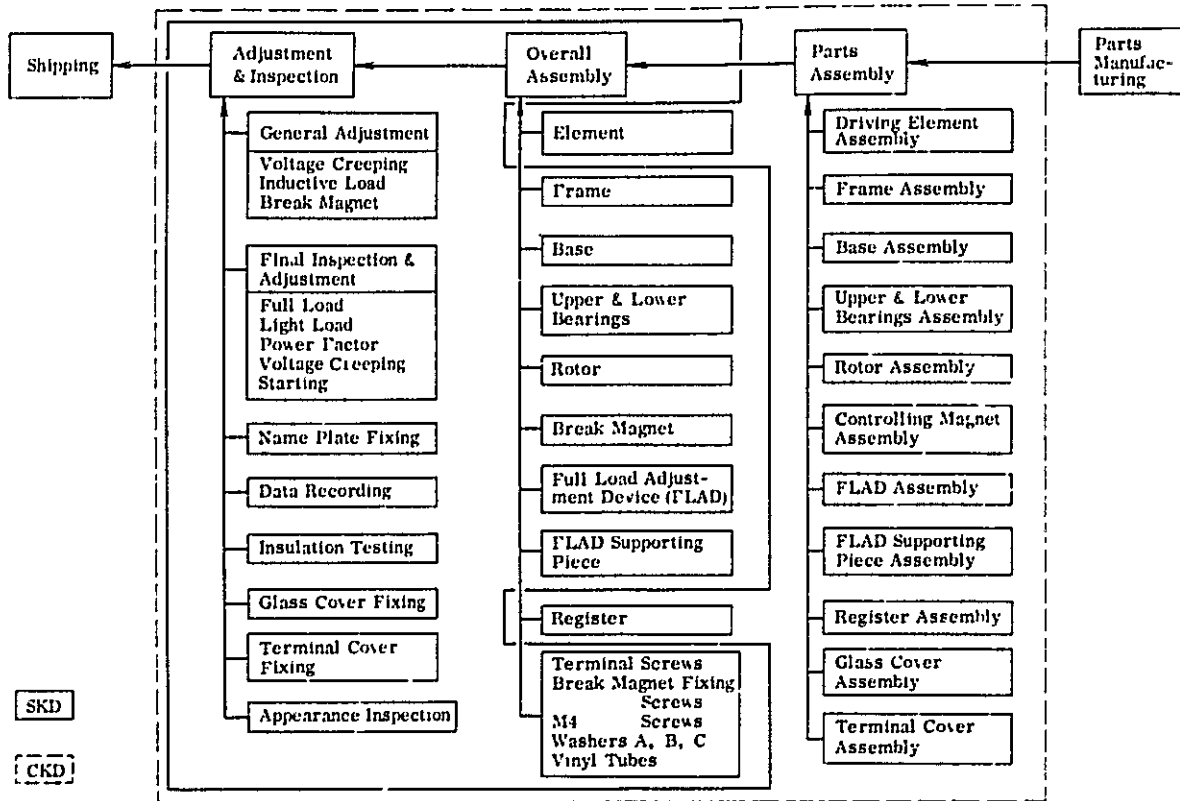 Shipping
Adjustment
& Inspection
Overall
Assembly
Parts
Assembly
Parts
Manufac-
turing
General Adjustment
Voltage Creeping
Inductive Load
Break Magnet
Final Inspection &
Adjustment
Full Load
Light Load
Power Factor
Voltage Creeping
Starting
Name Plate Fixing
Data Recording
Insulation Testing
Glass Cover Fixing
Terminal Cover
Fixing
Appearance Inspection
Element
Frame
Base
Upper & Lower
Bearings
Rotor
Break Magnet
Full Load Adjust-
ment Device (FLAD)
FLAD Supporting
Piece
Register
Terminal Screws
Break Magnet Fixing
Screws
M4 Screws
Washers A, B, C
Vinyl Tubes
Driving Element
Assembly
Frame Assembly
Base Assembly
Upper & Lower
Bearings Assembly
Rotor Assembly
Controlling Magnet
Assembly
FLAD Assembly
FLAD Supporting
Piece Assembly
Register Assembly
Glass Cover
Assembly
Terminal Cover
Assembly
SKD
CKD